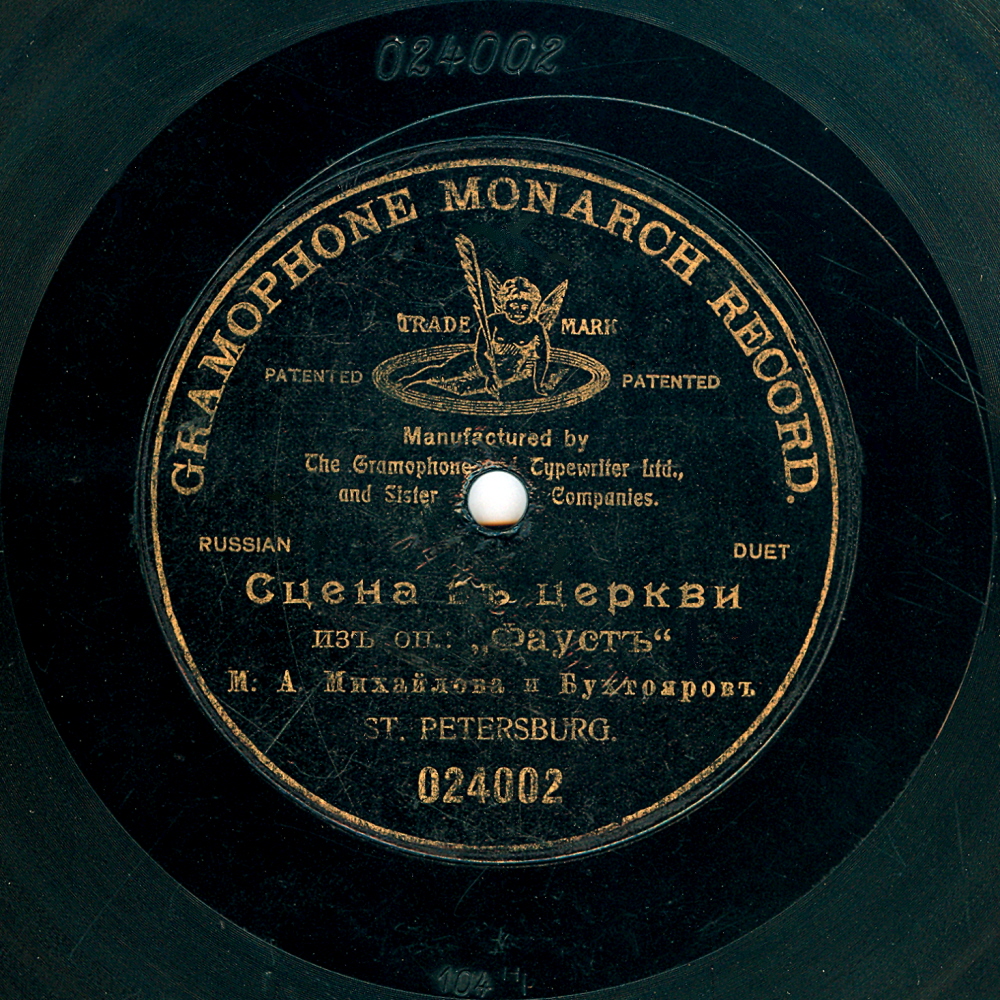 024002
GRAMOPHONE MONARCH RECORD.
TRADE MARK
PATENTED PATENTED
Manufactured by
The Gramophone and Typewriter Ltd.,
and Sister Companies.
RUSSIAN DUET
Сцена въ церкви
изъ оп.: „Фаустъ“
М. А. Михайлова и Бухтояровъ
ST. PETERSBURG.
024002